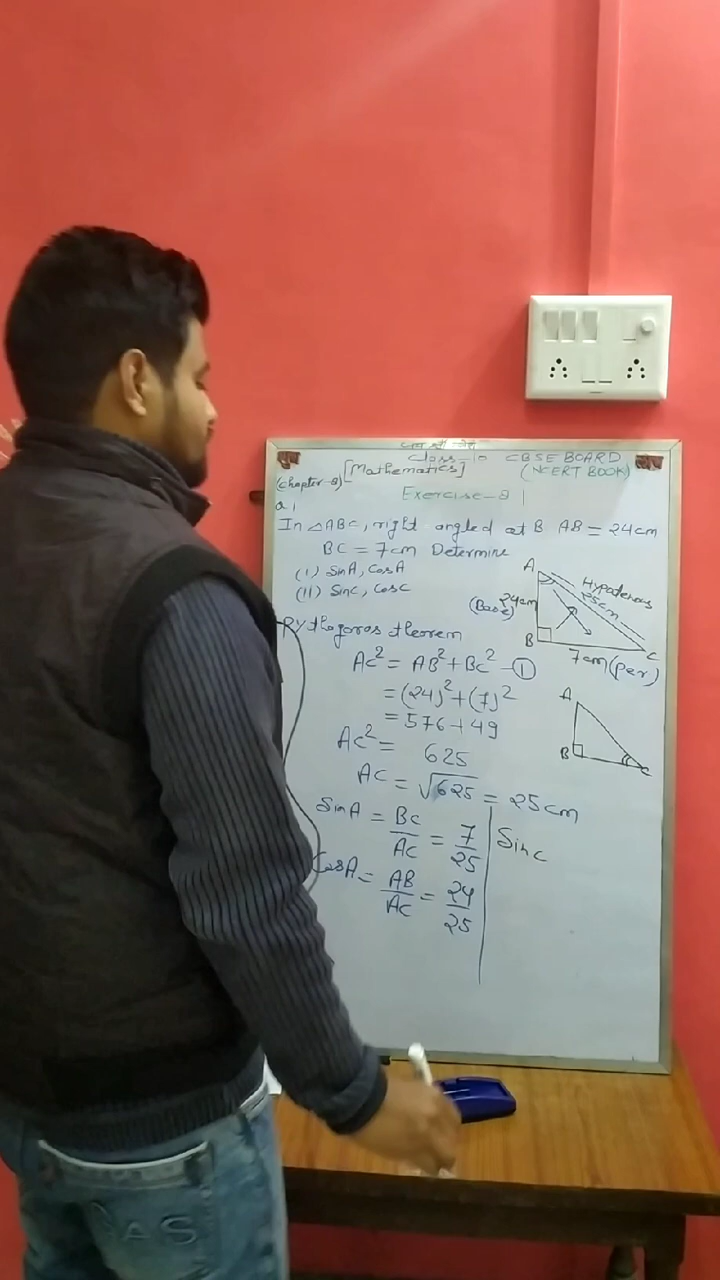 class-10 CBSE BOARD
[Mathematics] (NCERT BOOK)
(chapter-8) Exercise-8 1
Q 1
In △ABC, right angled at B AB = 24cm
BC = 7cm Determine
(I) SinA, CosA
(II) SinC, CosC
A
Hypotenous
25cm
24cm
(Base)
B
C
7cm (per)
Pythagoras theorem
AC² = AB² + BC² - ①
= (24)² + (7)²
= 576 + 49
AC² = 625
AC = √625 = 25cm
A
B
C
SinA = BC/AC = 7/25
CosA = AB/AC = 24/25
SinC
GAS